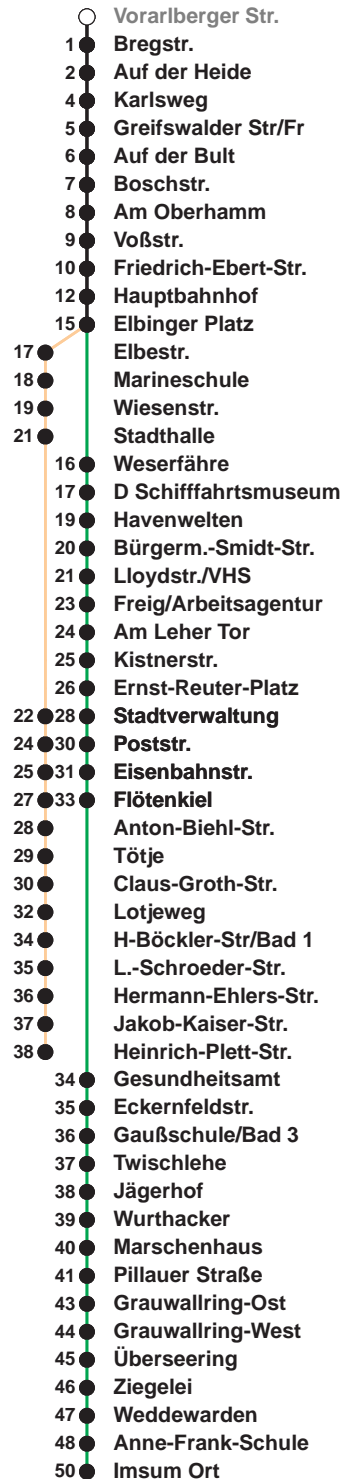 Vorarlberger Str.
1 Bregstr.
2 Auf der Heide
4 Karlsweg
5 Greifswalder Str/Fr
6 Auf der Bult
7 Boschstr.
8 Am Oberhamm
9 Voßstr.
10 Friedrich-Ebert-Str.
12 Hauptbahnhof
15 Elbinger Platz
17 Elbestr.
18 Marineschule
19 Wiesenstr.
21 Stadthalle
16 Weserfähre
17 D Schifffahrtsmuseum
19 Havenwelten
20 Bürgerm.-Smidt-Str.
21 Lloydstr./VHS
23 Freig/Arbeitsagentur
24 Am Leher Tor
25 Kistnerstr.
26 Ernst-Reuter-Platz
22 28 Stadtverwaltung
24 30 Poststr.
25 31 Eisenbahnstr.
27 33 Flötenkiel
28 Anton-Biehl-Str.
29 Tötje
30 Claus-Groth-Str.
32 Lotjeweg
34 H-Böckler-Str/Bad 1
35 L.-Schroeder-Str.
36 Hermann-Ehlers-Str.
37 Jakob-Kaiser-Str.
38 Heinrich-Plett-Str.
34 Gesundheitsamt
35 Eckernfeldstr.
36 Gaußschule/Bad 3
37 Twischlehe
38 Jägerhof
39 Wurthacker
40 Marschenhaus
41 Pillauer Straße
43 Grauwallring-Ost
44 Grauwallring-West
45 Überseering
46 Ziegelei
47 Weddewarden
48 Anne-Frank-Schule
50 Imsum Ort